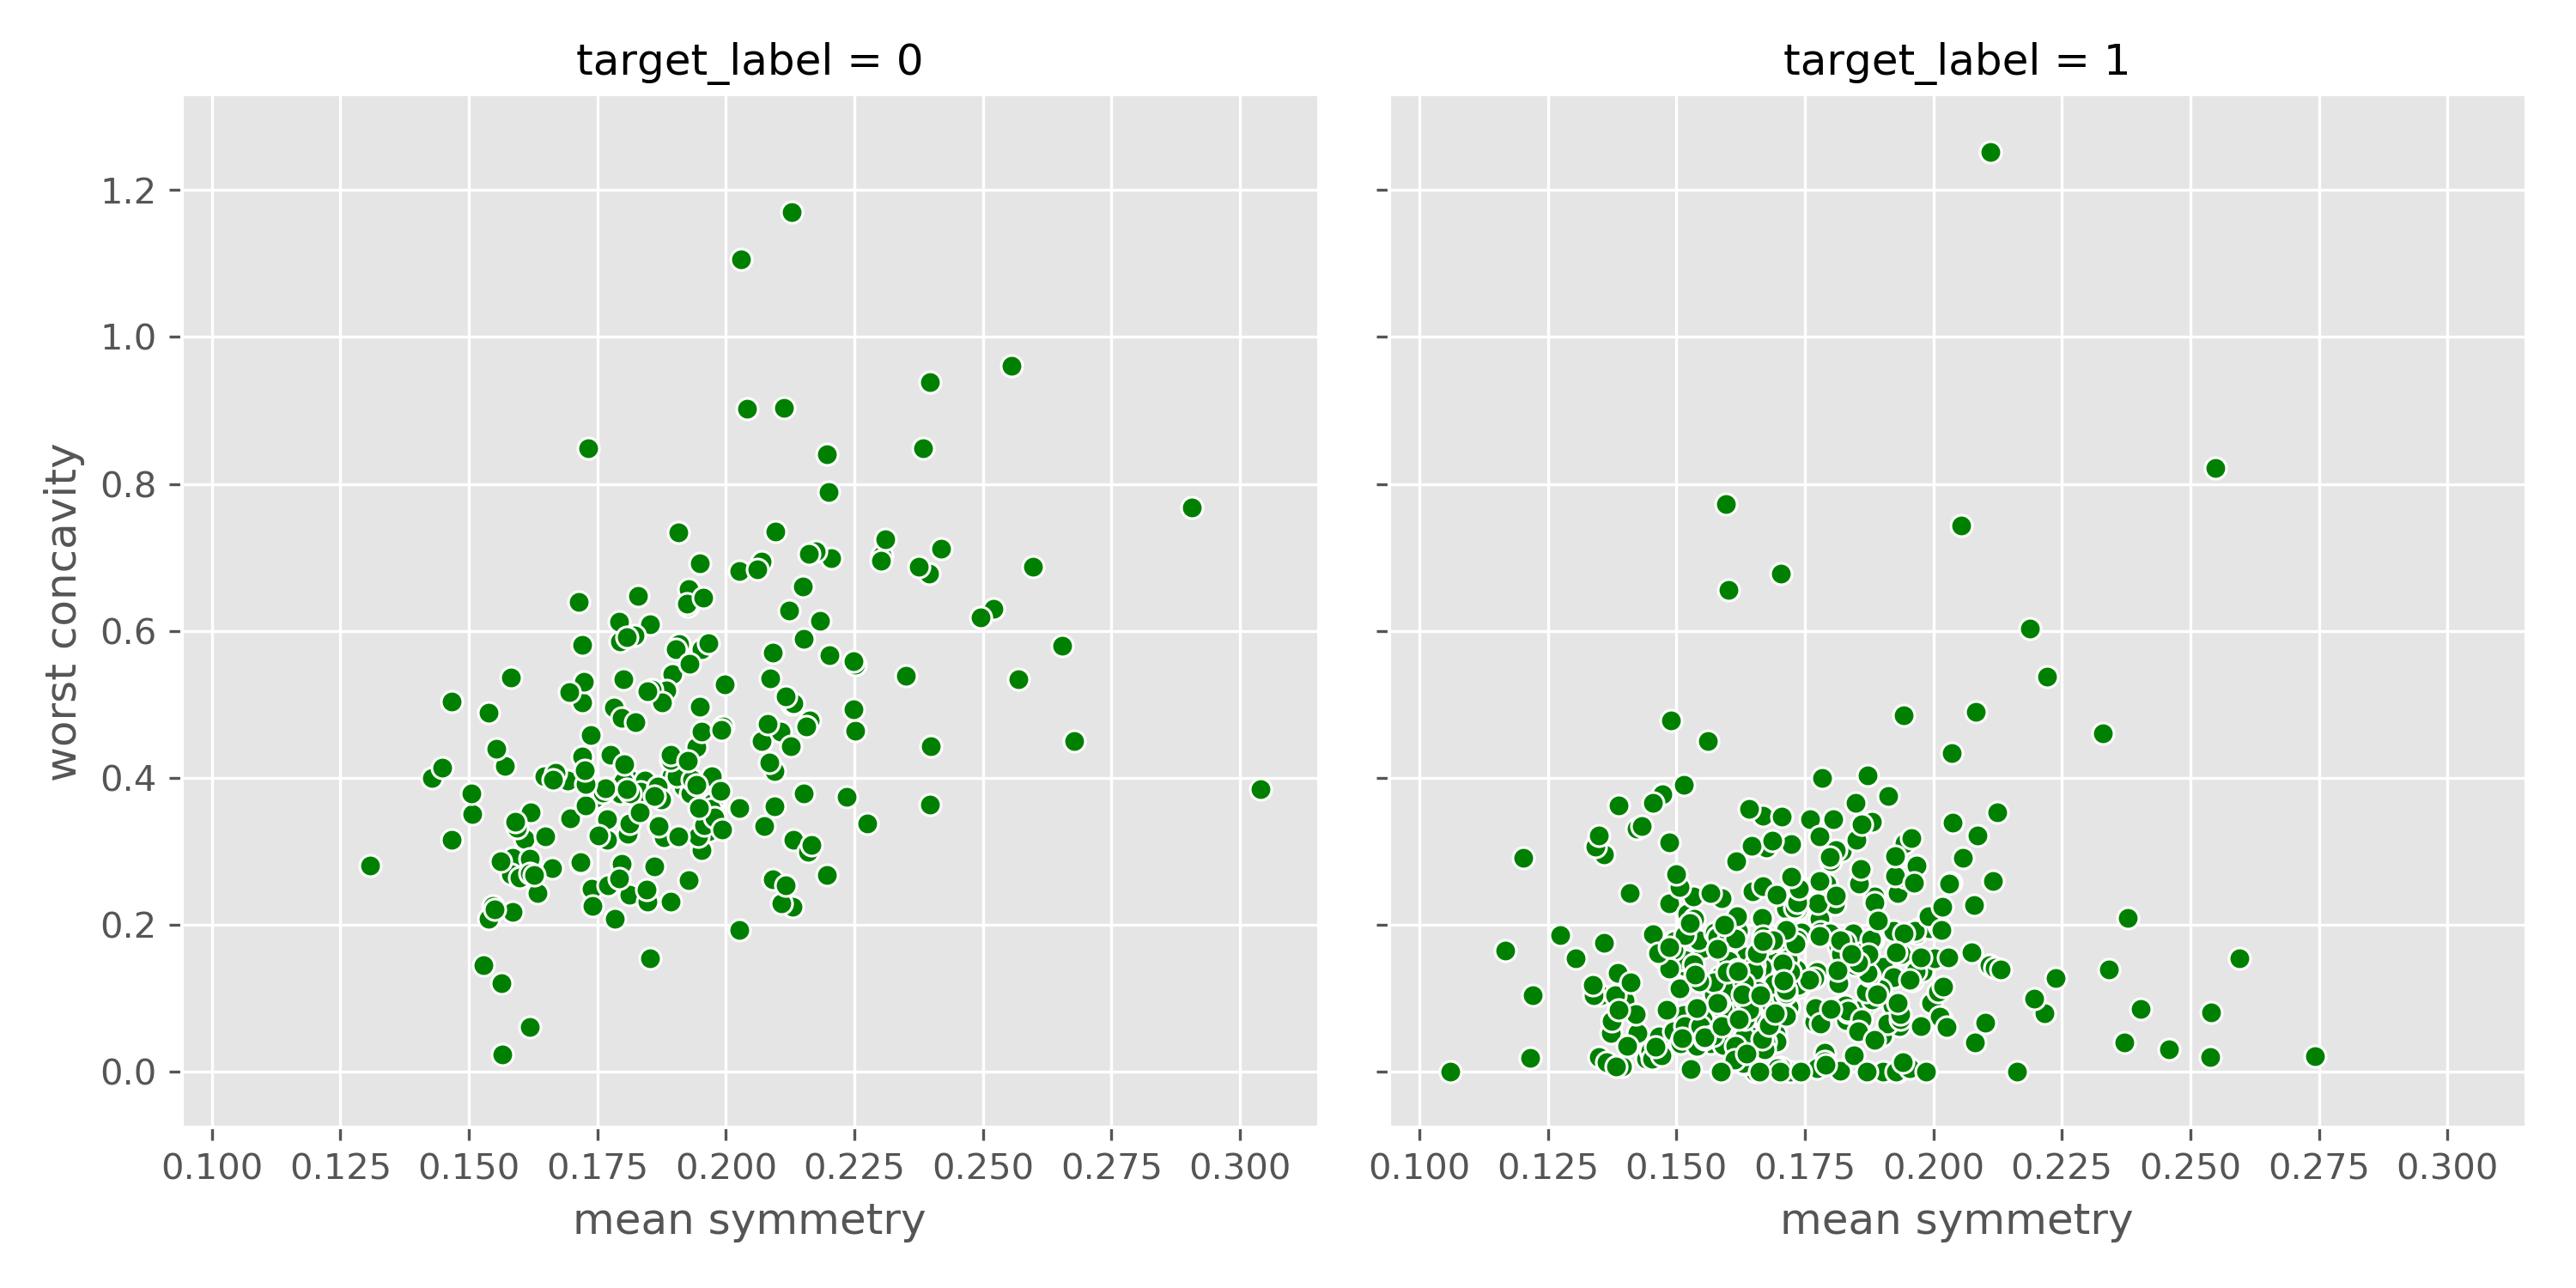 target_label = 0
target_label = 1
worst concavity
1.2
1.0
0.8
0.6
0.4
0.2
0.0
0.100 0.125 0.150 0.175 0.200 0.225 0.250 0.275 0.300
0.100 0.125 0.150 0.175 0.200 0.225 0.250 0.275 0.300
mean symmetry
mean symmetry